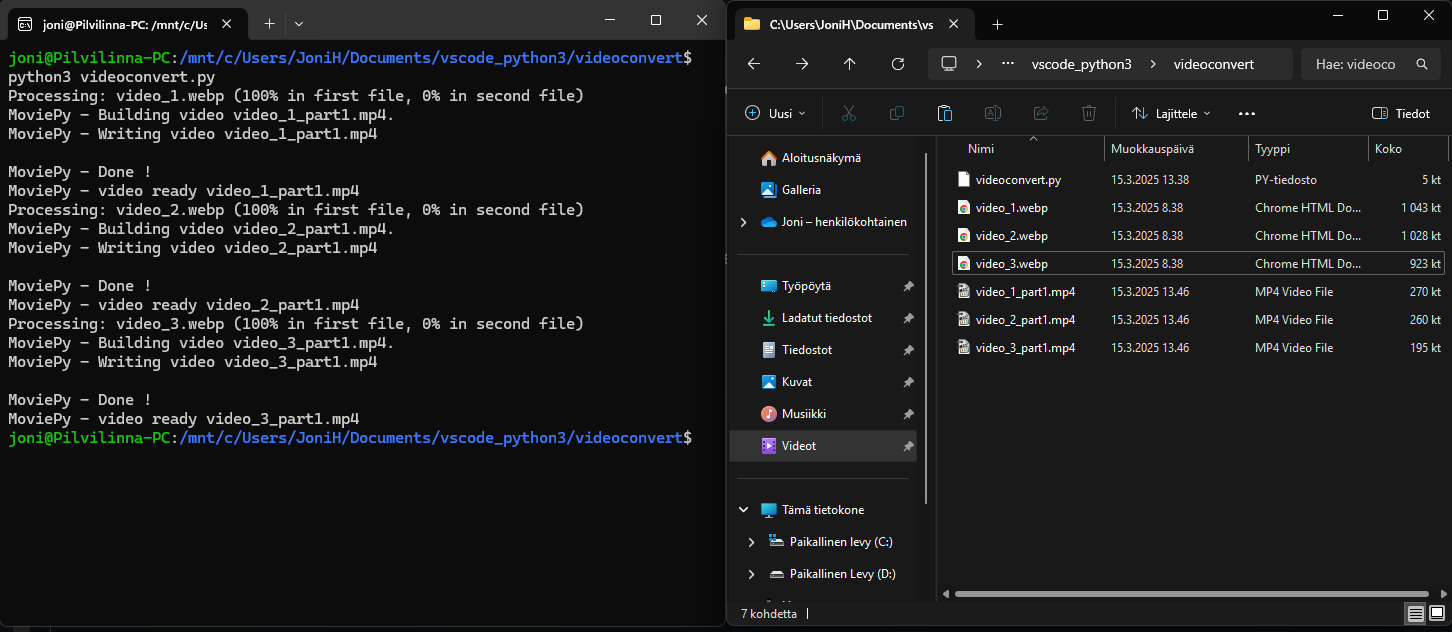 joni@Pilvilinna-PC: /mnt/c/Us
joni@Pilvilinna-PC:/mnt/c/Users/JoniH/Documents/vscode_python3/videoconvert$
python3 videoconvert.py
Processing: video_1.webp (100% in first file, 0% in second file)
MoviePy - Building video video_1_part1.mp4.
MoviePy - Writing video video_1_part1.mp4
MoviePy - Done !
MoviePy - video ready video_1_part1.mp4
Processing: video_2.webp (100% in first file, 0% in second file)
MoviePy - Building video video_2_part1.mp4.
MoviePy - Writing video video_2_part1.mp4
MoviePy - Done !
MoviePy - video ready video_2_part1.mp4
Processing: video_3.webp (100% in first file, 0% in second file)
MoviePy - Building video video_3_part1.mp4.
MoviePy - Writing video video_3_part1.mp4
MoviePy - Done !
MoviePy - video ready video_3_part1.mp4
joni@Pilvilinna-PC:/mnt/c/Users/JoniH/Documents/vscode_python3/videoconvert$
C:\Users\JoniH\Documents\vs
vscode_python3 videoconvert Hae: videoco
Uusi Lajittele Tiedot
Aloitusnäkymä
Galleria
Joni – henkilökohtainen
Työpöytä
Ladatut tiedostot
Tiedostot
Kuvat
Musiikki
Videot
Tämä tietokone
Paikallinen levy (C:)
Paikallinen Levy (D:)
Nimi Muokkauspäivä Tyyppi Koko
videoconvert.py 15.3.2025 13.38 PY-tiedosto 5 kt
video_1.webp 15.3.2025 8.38 Chrome HTML Do... 1 043 kt
video_2.webp 15.3.2025 8.38 Chrome HTML Do... 1 028 kt
video_3.webp 15.3.2025 8.38 Chrome HTML Do... 923 kt
video_1_part1.mp4 15.3.2025 13.46 MP4 Video File 270 kt
video_2_part1.mp4 15.3.2025 13.46 MP4 Video File 260 kt
video_3_part1.mp4 15.3.2025 13.46 MP4 Video File 195 kt
7 kohdetta